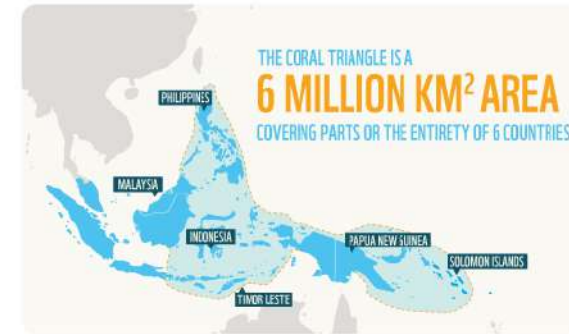 THE CORAL TRIANGLE IS A
6 MILLION KM² AREA
COVERING PARTS OR THE ENTIRETY OF 6 COUNTRIES
PHILIPPINES
MALAYSIA
INDONESIA
PAPUA NEW GUINEA
SOLOMON ISLANDS
TIMOR LESTE